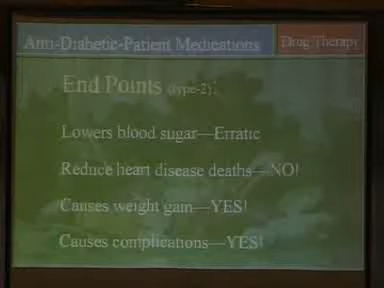 Anti-Diabetic-Patient Medications
Drug Therapy
End Points (type-2):
Lowers blood sugar—Erratic
Reduce heart disease deaths—NO!
Causes weight gain—YES!
Causes complications—YES!